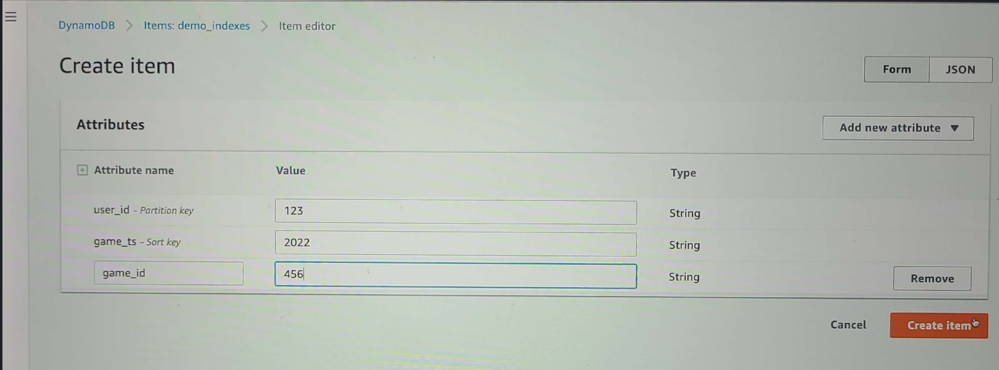 DynamoDB > Items: demo_indexes > Item editor
Create item
Form JSON
Attributes
Add new attribute ▼
Attribute name Value Type
user_id - Partition key 123 String
game_ts - Sort key 2022 String
game_id 456 String Remove
Cancel Create item